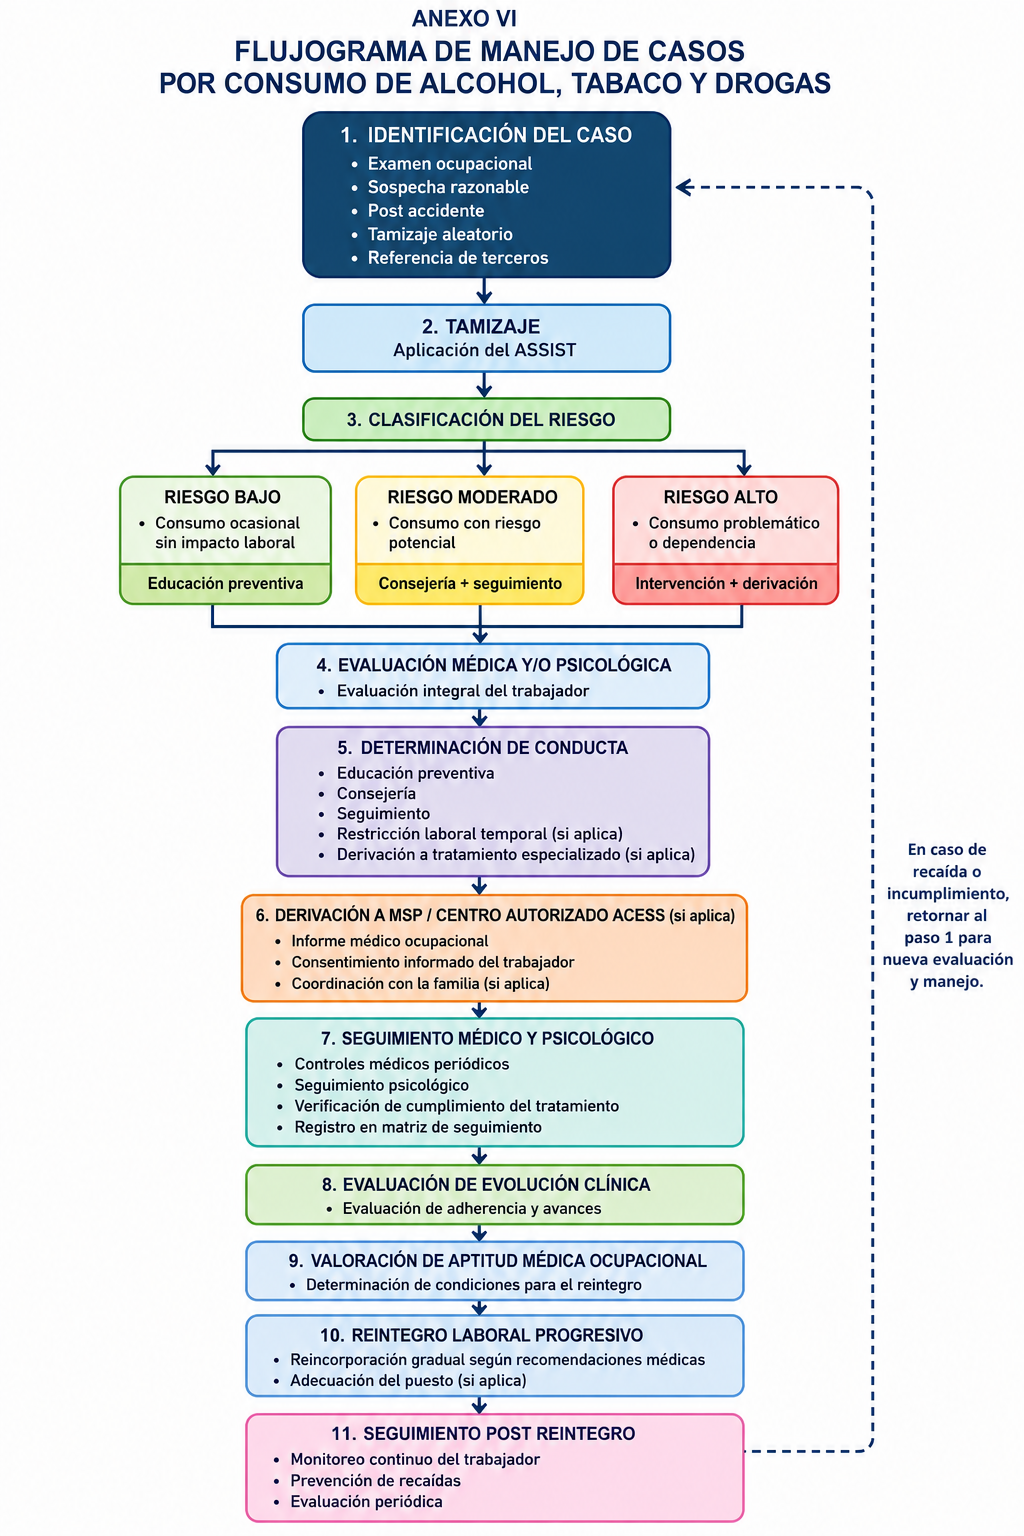 ANEXO VI
FLUJOGRAMA DE MANEJO DE CASOS
POR CONSUMO DE ALCOHOL, TABACO Y DROGAS
1. IDENTIFICACIÓN DEL CASO
• Examen ocupacional
• Sospecha razonable
• Post accidente
• Tamizaje aleatorio
• Referencia de terceros
2. TAMIZAJE
Aplicación del ASSIST
3. CLASIFICACIÓN DEL RIESGO
RIESGO BAJO
• Consumo ocasional
sin impacto laboral
Educación preventiva
RIESGO MODERADO
• Consumo con riesgo
potencial
Consejería + seguimiento
RIESGO ALTO
• Consumo problemático
o dependencia
Intervención + derivación
4. EVALUACIÓN MÉDICA Y/O PSICOLÓGICA
• Evaluación integral del trabajador
5. DETERMINACIÓN DE CONDUCTA
• Educación preventiva
• Consejería
• Seguimiento
• Restricción laboral temporal (si aplica)
• Derivación a tratamiento especializado (si aplica)
6. DERIVACIÓN A MSP / CENTRO AUTORIZADO ACESS (si aplica)
• Informe médico ocupacional
• Consentimiento informado del trabajador
• Coordinación con la familia (si aplica)
7. SEGUIMIENTO MÉDICO Y PSICOLÓGICO
• Controles médicos periódicos
• Seguimiento psicológico
• Verificación de cumplimiento del tratamiento
• Registro en matriz de seguimiento
8. EVALUACIÓN DE EVOLUCIÓN CLÍNICA
• Evaluación de adherencia y avances
9. VALORACIÓN DE APTITUD MÉDICA OCUPACIONAL
• Determinación de condiciones para el reintegro
10. REINTEGRO LABORAL PROGRESIVO
• Reincorporación gradual según recomendaciones médicas
• Adecuación del puesto (si aplica)
11. SEGUIMIENTO POST REINTEGRO
• Monitoreo continuo del trabajador
• Prevención de recaídas
• Evaluación periódica
En caso de
recaída o
incumplimiento,
retornar al
paso 1 para
nueva evaluación
y manejo.